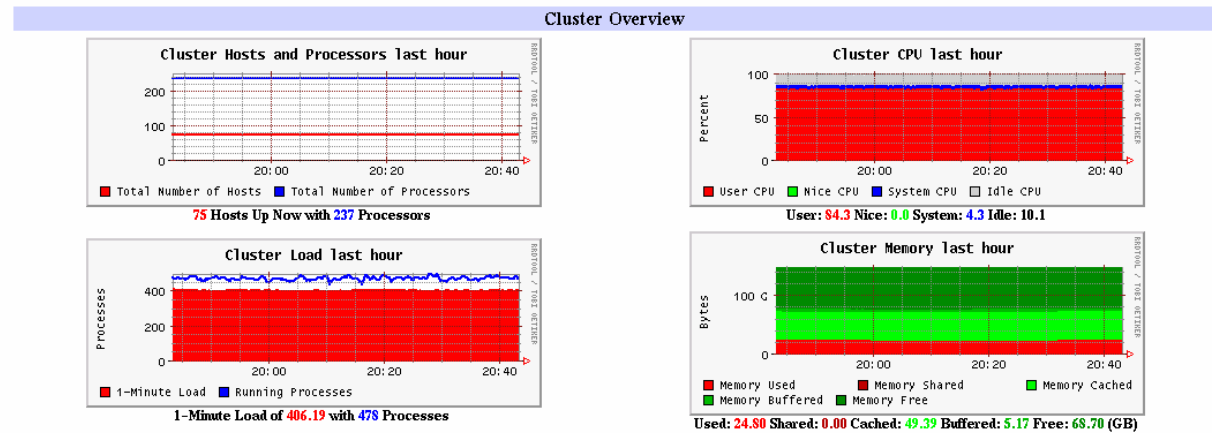 Cluster Overview
Cluster Hosts and Processors last hour
200
100
0
20:00 20:20 20:40
Total Number of Hosts Total Number of Processors
RRDTOOL / TOBI OETIKER
75 Hosts Up Now with 237 Processors
Cluster CPU last hour
Percent
100
50
0
20:00 20:20 20:40
User CPU Nice CPU System CPU Idle CPU
RRDTOOL / TOBI OETIKER
User: 84.3 Nice: 0.0 System: 4.3 Idle: 10.1
Cluster Load last hour
Processes
400
200
0
20:00 20:20 20:40
1-Minute Load Running Processes
RRDTOOL / TOBI OETIKER
1-Minute Load of 406.19 with 478 Processes
Cluster Memory last hour
Bytes
100 G
0
20:00 20:20 20:40
Memory Used Memory Shared Memory Cached
Memory Buffered Memory Free
RRDTOOL / TOBI OETIKER
Used: 24.80 Shared: 0.00 Cached: 49.39 Buffered: 5.17 Free: 68.70 (GB)